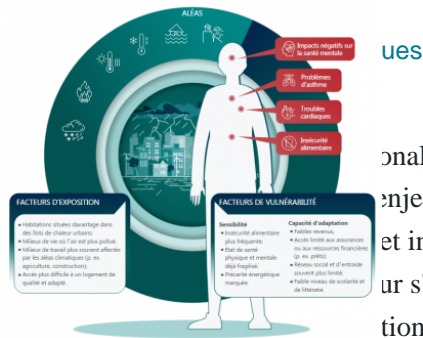 ALÉAS
Impacts négatifs sur
la santé mentale
Problèmes
d'asthme
Troubles
cardiaques
Insécurité
alimentaire
FACTEURS D'EXPOSITION
• Habitations situées davantage dans
des îlots de chaleur urbains;
• Milieux de vie où l'air est plus pollué;
• Milieux de travail plus souvent affectés
par les aléas climatiques (p. ex.
agriculture, construction);
• Accès plus difficile à un logement de
qualité et adapté.
FACTEURS DE VULNÉRABILITÉ
Sensibilité
• Insécurité alimentaire
plus fréquente;
• État de santé
physique et mentale
déjà fragilisé;
• Précarité énergétique
marquée.
Capacité d'adaptation
• Faibles revenus;
• Accès limité aux assurances
ou aux ressources financières
(p. ex. prêts);
• Réseau social et d'entraide
souvent plus limité;
• Faible niveau de scolarité et
de littératie.
ues
onal
enje
et in
ur s'
tion